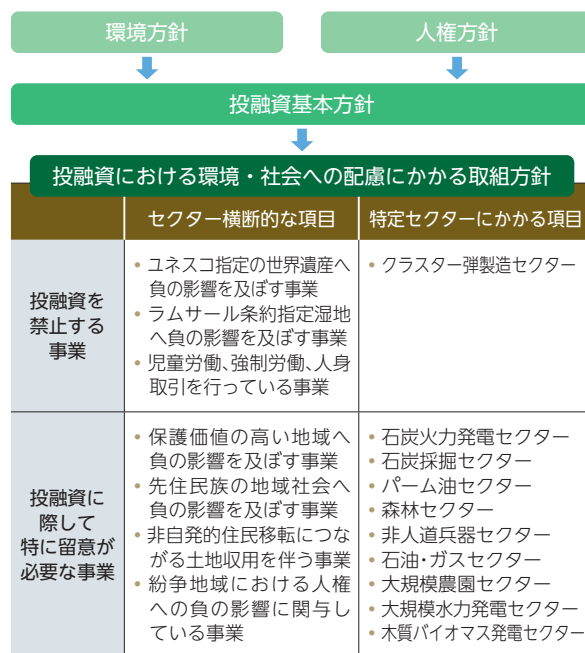 環境方針
人権方針
投融資基本方針
投融資における環境・社会への配慮にかかる取組方針
セクター横断的な項目
特定セクターにかかる項目
投融資を
禁止する
事業
• ユネスコ指定の世界遺産へ
負の影響を及ぼす事業
• ラムサール条約指定湿地
へ負の影響を及ぼす事業
• 児童労働、強制労働、人身
取引を行っている事業
• クラスター弾製造セクター
投融資に
際して
特に留意が
必要な事業
• 保護価値の高い地域へ
負の影響を及ぼす事業
• 先住民族の地域社会へ
負の影響を及ぼす事業
• 非自発的住民移転につな
がる土地収用を伴う事業
• 紛争地域における人権
への負の影響に関与し
ている事業
• 石炭火力発電セクター
• 石炭採掘セクター
• パーム油セクター
• 森林セクター
• 非人道兵器セクター
• 石油・ガスセクター
• 大規模農園セクター
• 大規模水力発電セクター
• 木質バイオマス発電セクター